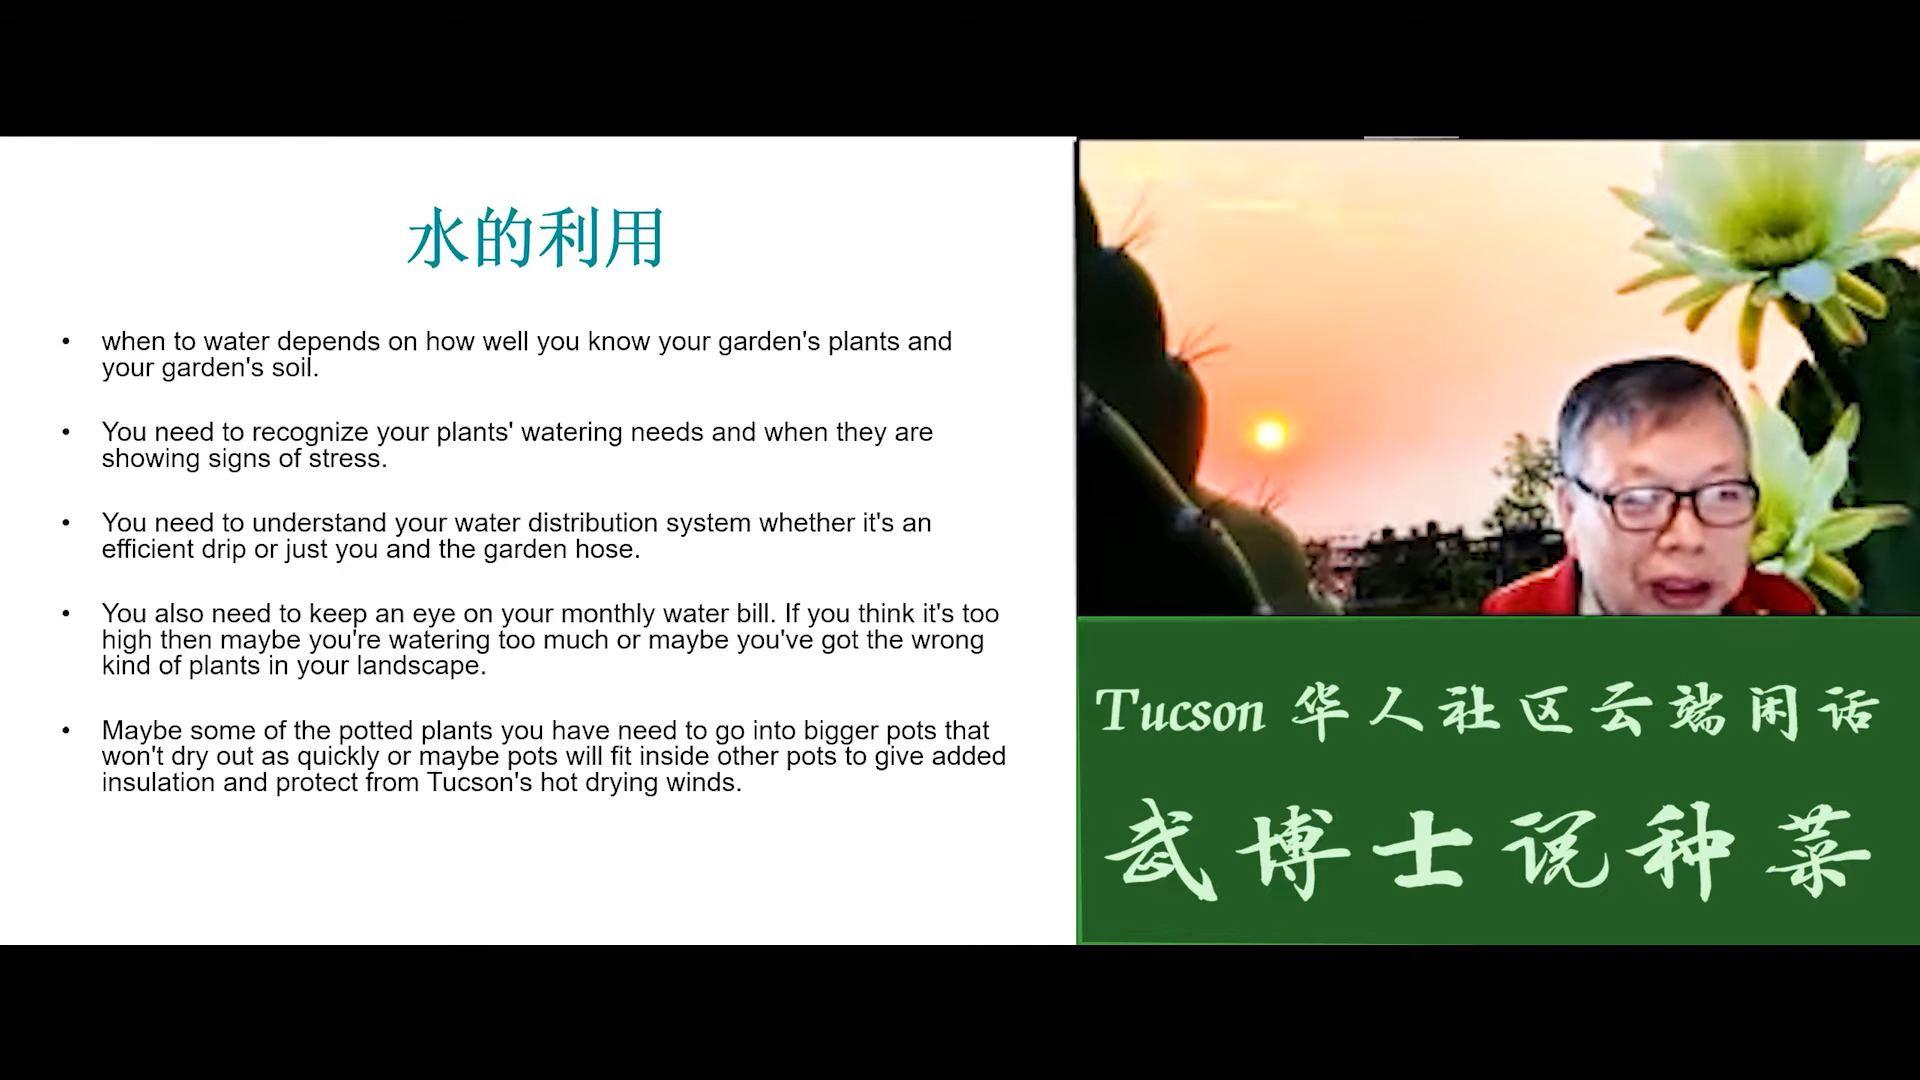 水的利用
• when to water depends on how well you know your garden's plants and
your garden's soil.
• You need to recognize your plants' watering needs and when they are
showing signs of stress.
• You need to understand your water distribution system whether it's an
efficient drip or just you and the garden hose.
• You also need to keep an eye on your monthly water bill. If you think it's too
high then maybe you're watering too much or maybe you've got the wrong
kind of plants in your landscape.
• Maybe some of the potted plants you have need to go into bigger pots that
won't dry out as quickly or maybe pots will fit inside other pots to give added
insulation and protect from Tucson's hot drying winds.
Tucson 华人社区云端闲话
武博士说种菜